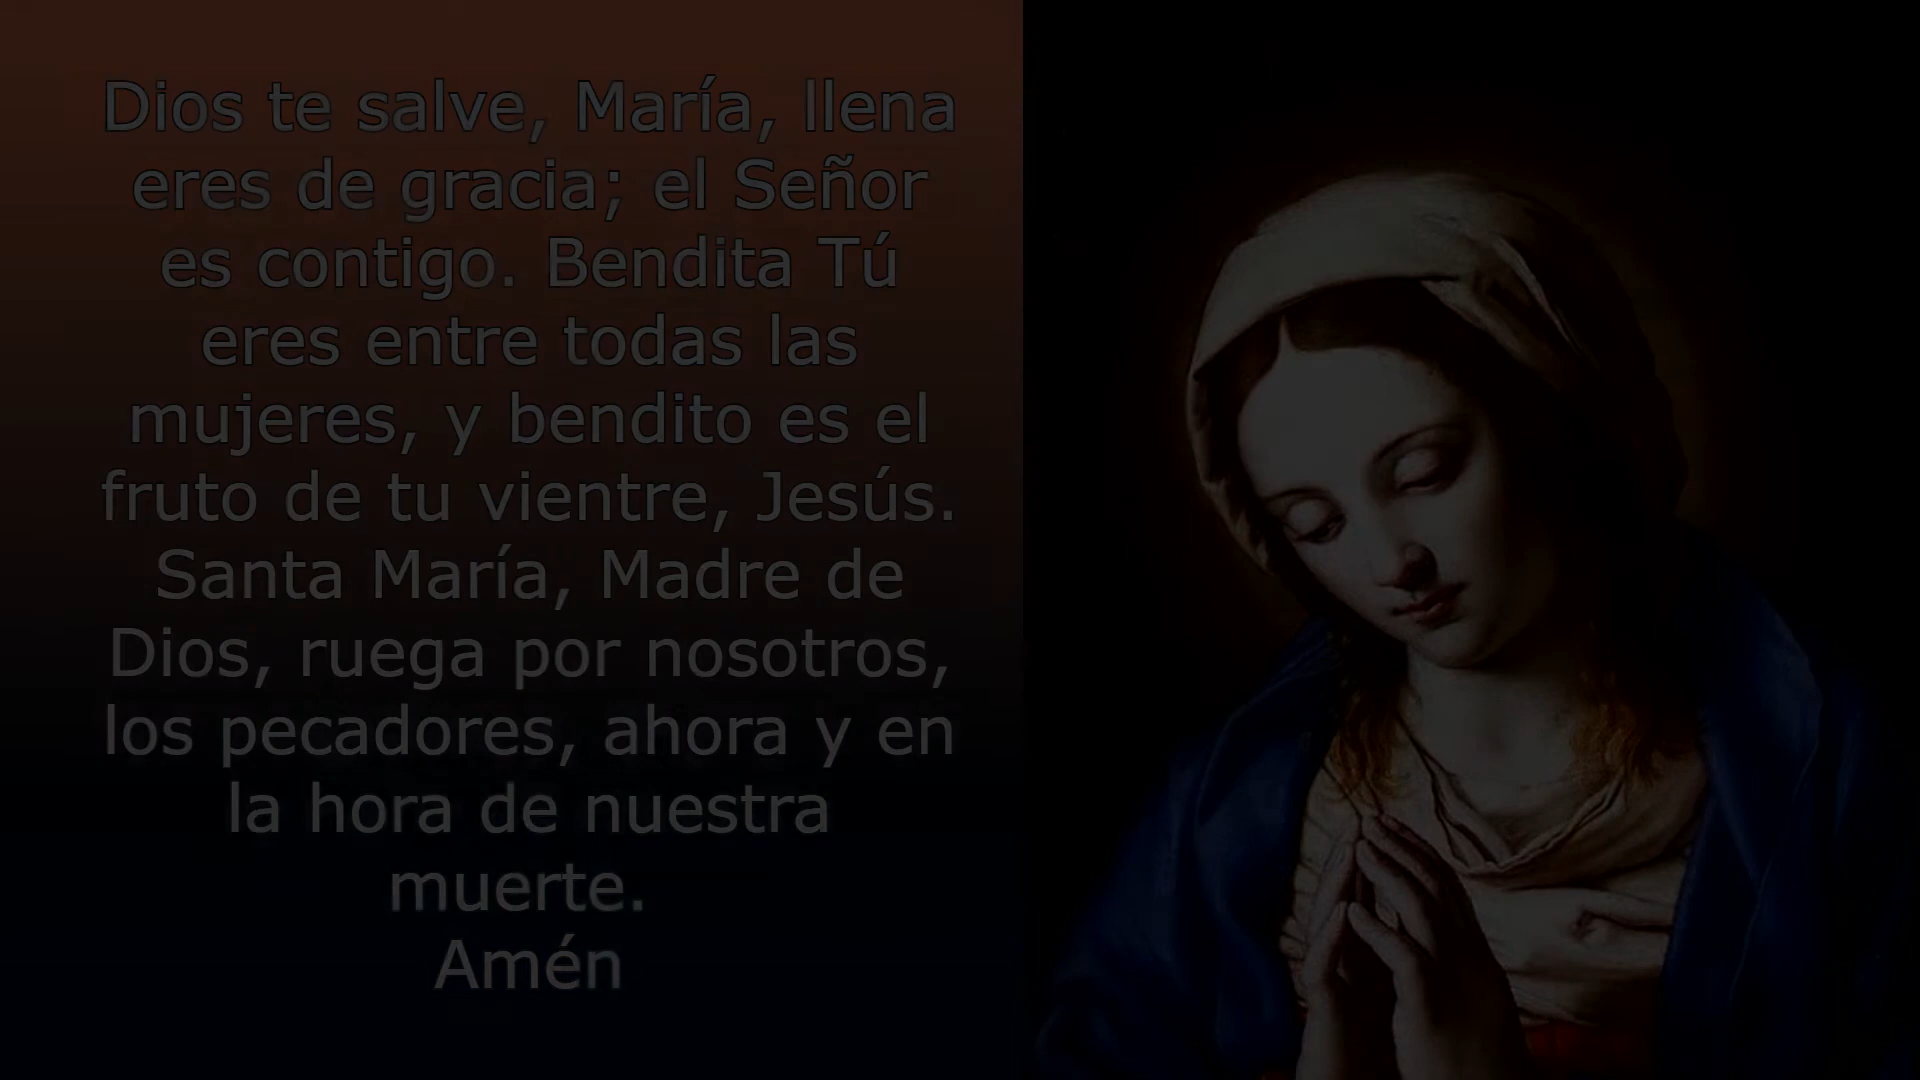 Dios te salve, María, llena
eres de gracia; el Señor
es contigo. Bendita Tú
eres entre todas las
mujeres, y bendito es el
fruto de tu vientre, Jesús.
Santa María, Madre de
Dios, ruega por nosotros,
los pecadores, ahora y en
la hora de nuestra
muerte.
Amén